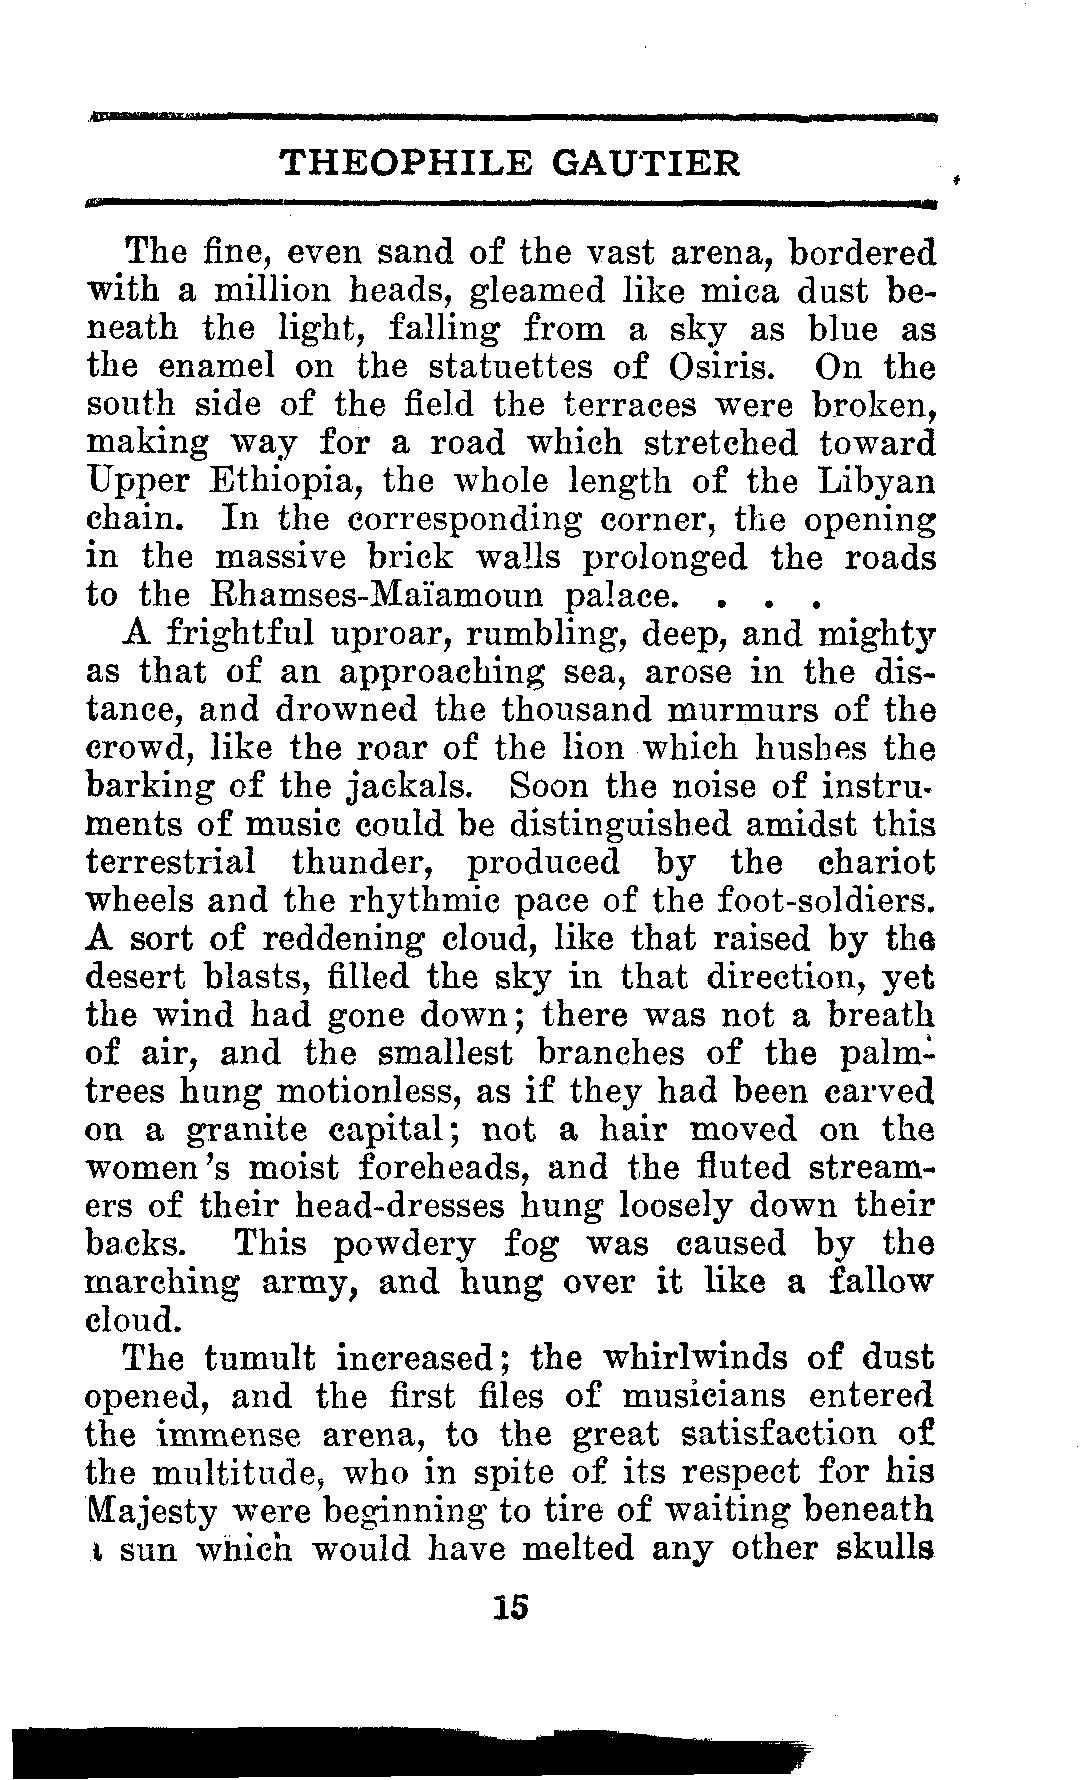 THEOPHILE GAUTIER
The fine, even sand of the vast arena, bordered
with a million heads, gleamed like mica dust be-
neath the light, falling from a sky as blue as
the enamel on the statuettes of Osiris. On the
south side of the field the terraces were broken,
making way for a road which stretched toward
Upper Ethiopia, the whole length of the Libyan
chain. In the corresponding corner, the opening
in the massive brick walls prolonged the roads
to the Rhamses-Maïamoun palace. . . .
A frightful uproar, rumbling, deep, and mighty
as that of an approaching sea, arose in the dis-
tance, and drowned the thousand murmurs of the
crowd, like the roar of the lion which hushes the
barking of the jackals. Soon the noise of instru-
ments of music could be distinguished amidst this
terrestrial thunder, produced by the chariot
wheels and the rhythmic pace of the foot-soldiers.
A sort of reddening cloud, like that raised by the
desert blasts, filled the sky in that direction, yet
the wind had gone down; there was not a breath
of air, and the smallest branches of the palm-
trees hung motionless, as if they had been carved
on a granite capital; not a hair moved on the
women's moist foreheads, and the fluted stream-
ers of their head-dresses hung loosely down their
backs. This powdery fog was caused by the
marching army, and hung over it like a fallow
cloud.
The tumult increased; the whirlwinds of dust
opened, and the first files of musicians entered
the immense arena, to the great satisfaction of
the multitude, who in spite of its respect for his
Majesty were beginning to tire of waiting beneath
a sun which would have melted any other skulls
15